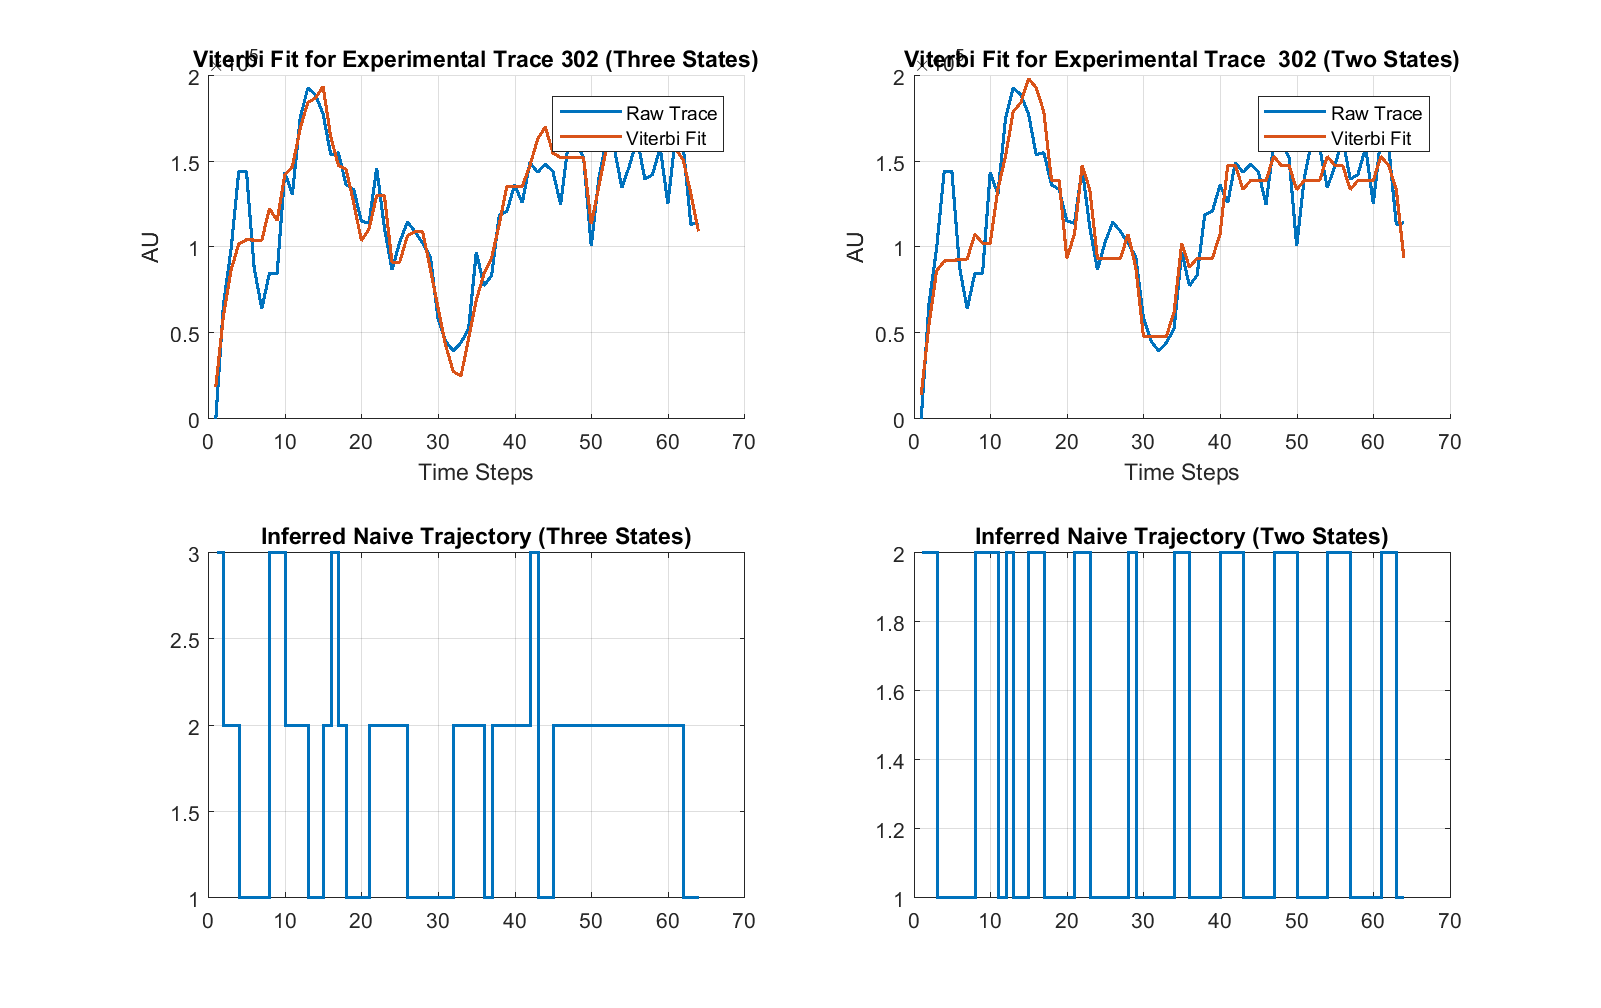 Viterbi Fit for Experimental Trace 302 (Three States)
×10^5
2
1.5
1
0.5
0
AU
0 10 20 30 40 50 60 70
Time Steps
Raw Trace
Viterbi Fit
Viterbi Fit for Experimental Trace  302 (Two States)
×10^5
2
1.5
1
0.5
0
AU
0 10 20 30 40 50 60 70
Time Steps
Raw Trace
Viterbi Fit
Inferred Naive Trajectory (Three States)
3
2.5
2
1.5
1
0 10 20 30 40 50 60 70
Inferred Naive Trajectory (Two States)
2
1.8
1.6
1.4
1.2
1
0 10 20 30 40 50 60 70